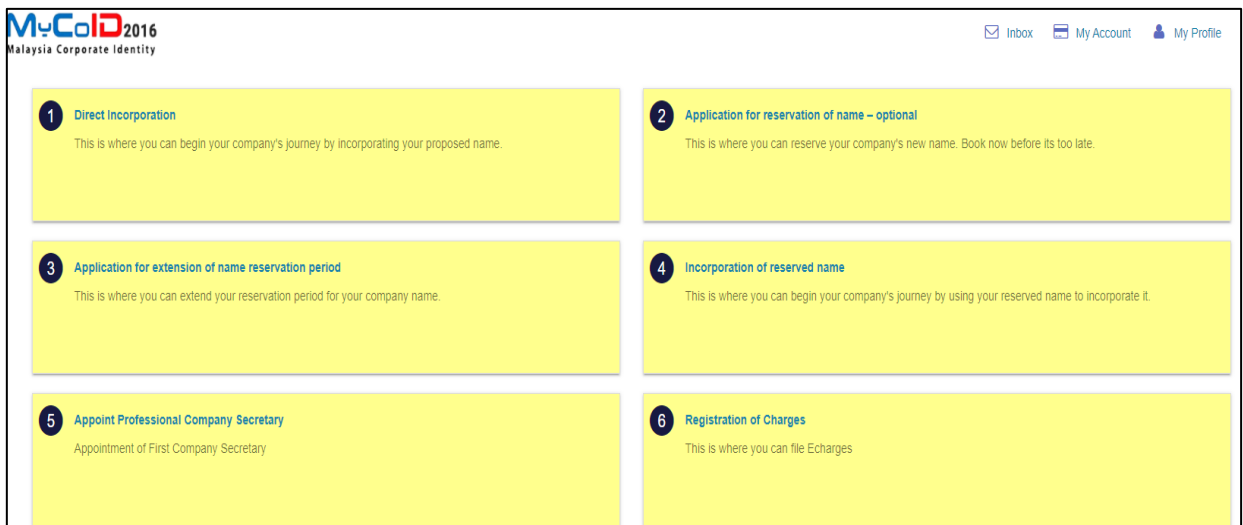 MyCoID2016
Malaysia Corporate Identity
Inbox My Account My Profile
1 Direct Incorporation
This is where you can begin your company's journey by incorporating your proposed name.
2 Application for reservation of name – optional
This is where you can reserve your company's new name. Book now before its too late.
3 Application for extension of name reservation period
This is where you can extend your reservation period for your company name.
4 Incorporation of reserved name
This is where you can begin your company's journey by using your reserved name to incorporate it.
5 Appoint Professional Company Secretary
Appointment of First Company Secretary
6 Registration of Charges
This is where you can file Echarges